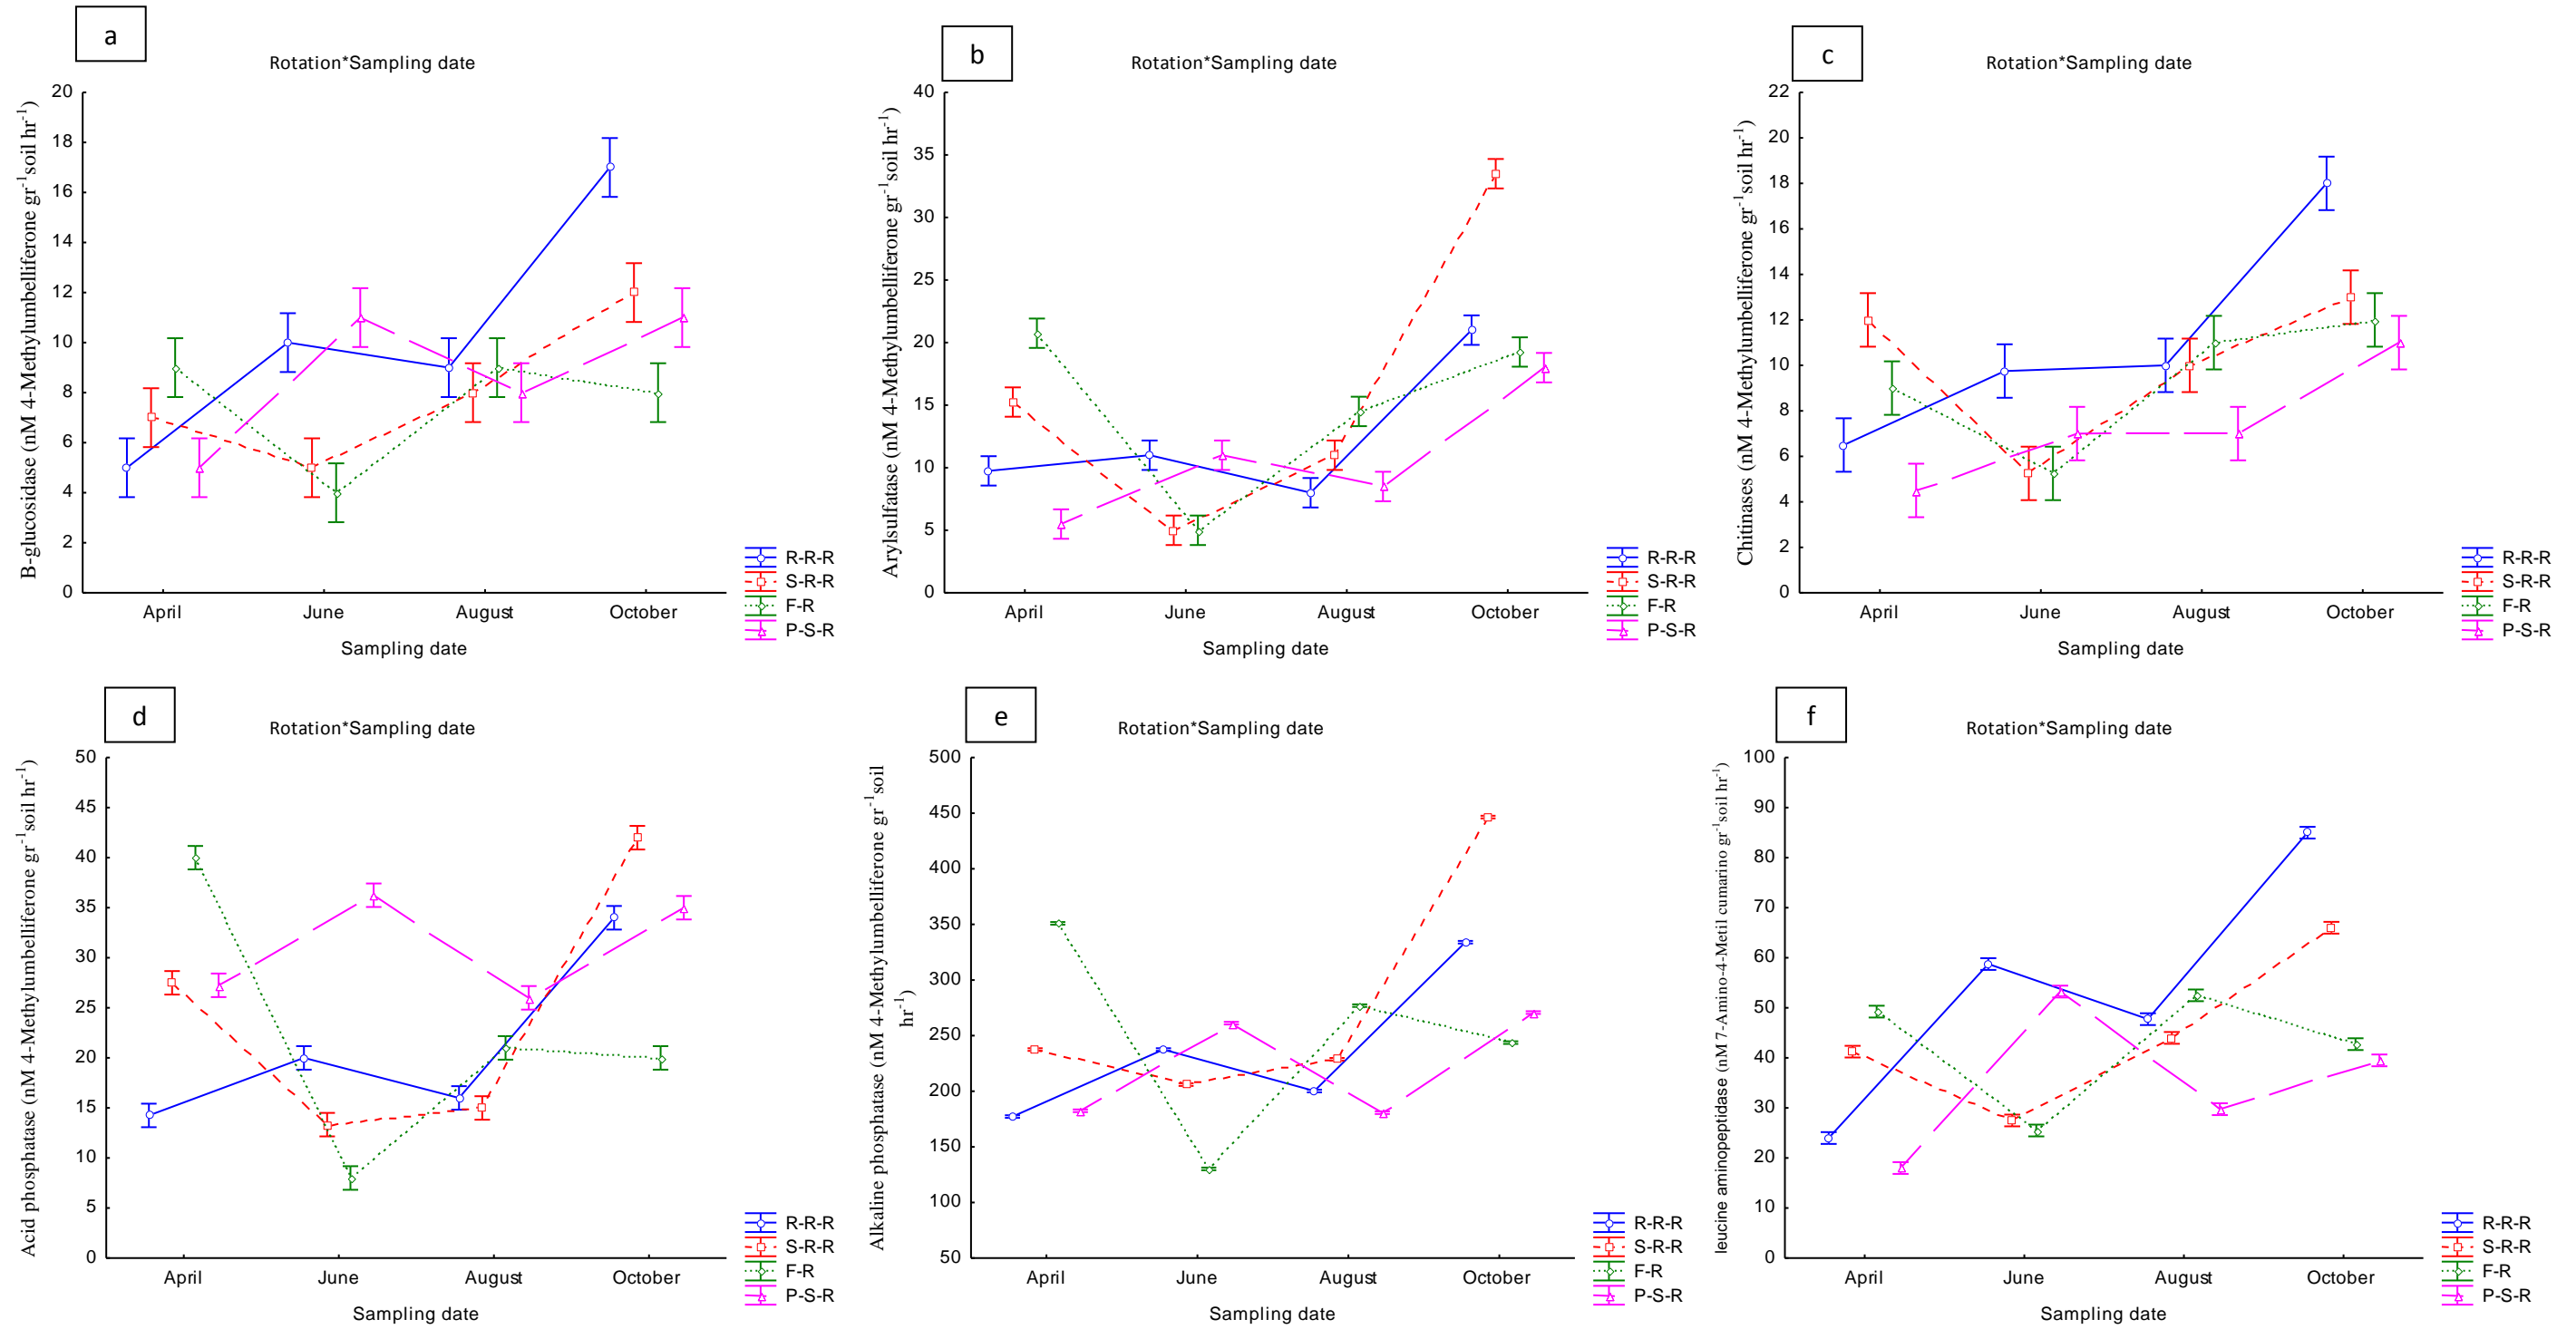 a
Rotation*Sampling date
B-glucosidase (nM 4-Methylumbelliferone gr⁻¹soil hr⁻¹)
20
18
16
14
12
10
8
6
4
2
0
April June August October
Sampling date
R-R-R
S-R-R
F-R
P-S-R
b
Rotation*Sampling date
Arylsulfatase (nM 4-Methylumbelliferone gr⁻¹soil hr⁻¹)
40
35
30
25
20
15
10
5
0
April June August October
Sampling date
R-R-R
S-R-R
F-R
P-S-R
c
Rotation*Sampling date
Chitinases (nM 4-Methylumbelliferone gr⁻¹soil hr⁻¹)
22
20
18
16
14
12
10
8
6
4
2
0
April June August October
Sampling date
R-R-R
S-R-R
F-R
P-S-R
d
Rotation*Sampling date
Acid phosphatase (nM 4-Methylumbelliferone gr⁻¹soil hr⁻¹)
50
45
40
35
30
25
20
15
10
5
0
April June August October
Sampling date
R-R-R
S-R-R
F-R
P-S-R
e
Rotation*Sampling date
Alkaline phosphatase (nM 4-Methylumbelliferone gr⁻¹soil
hr⁻¹)
500
450
400
350
300
250
200
150
100
50
April June August October
Sampling date
R-R-R
S-R-R
F-R
P-S-R
f
Rotation*Sampling date
leucine aminopeptidase (nM 7-Amino-4-Metil cumarino gr⁻¹soil hr⁻¹)
100
90
80
70
60
50
40
30
20
10
0
April June August October
Sampling date
R-R-R
S-R-R
F-R
P-S-R